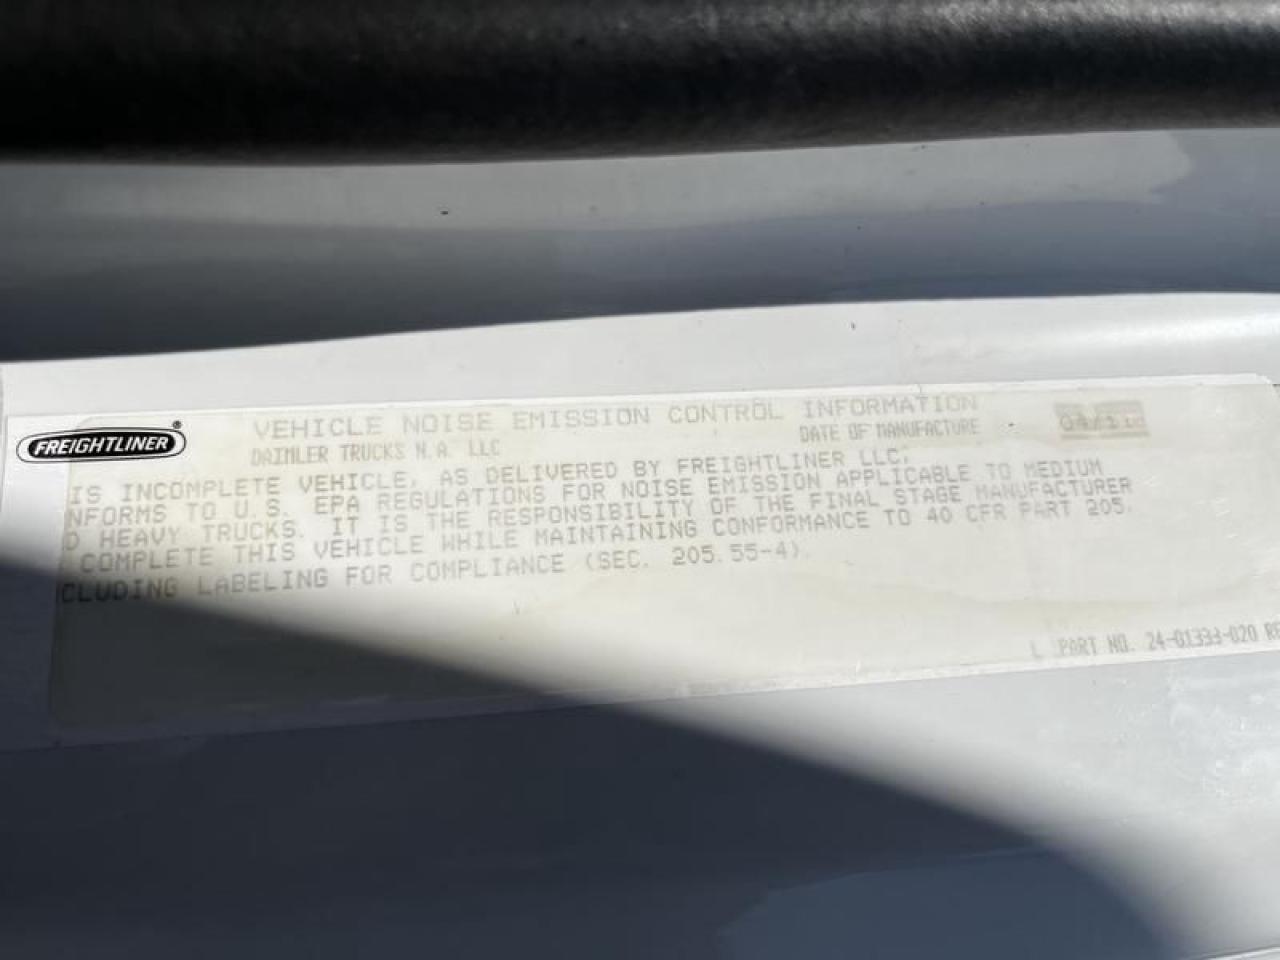 FREIGHTLINER®
VEHICLE NOISE EMISSION CONTROL INFORMATION
DAIMLER TRUCKS N.A. LLC
DATE OF MANUFACTURE
IS INCOMPLETE VEHICLE, AS DELIVERED BY FREIGHTLINER LLC,
NFORMS TO U.S. EPA REGULATIONS FOR NOISE EMISSION APPLICABLE TO MEDIUM
D HEAVY TRUCKS. IT IS THE RESPONSIBILITY OF THE FINAL STAGE MANUFACTURER
COMPLETE THIS VEHICLE WHILE MAINTAINING CONFORMANCE TO 40 CFR PART 205.
CLUDING LABELING FOR COMPLIANCE (SEC. 205.55-4).
PART NO. 24-01393-020